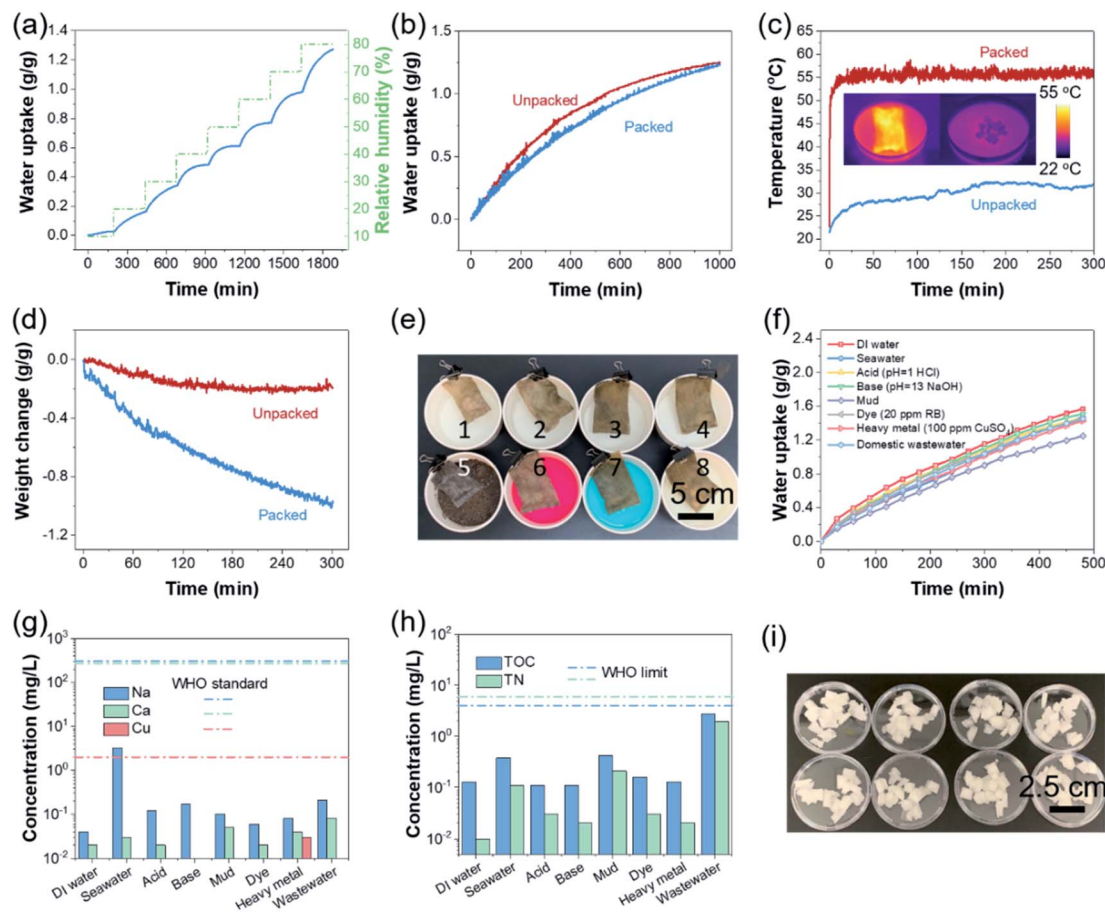 (a)
Water uptake (g/g)
1.4
1.2
1.0
0.8
0.6
0.4
0.2
0.0
0 300 600 900 1200 1500 1800
Time (min)
80
70
60
50
40
30
20
10
Relative humidity (%)
(b)
Water uptake (g/g)
1.5
1.0
0.5
0.0
Unpacked
Packed
0 200 400 600 800 1000
Time (min)
(c)
Temperature (°C)
65
60
55
50
45
40
35
30
25
20
Packed
55 °C
22 °C
Unpacked
0 50 100 150 200 250 300
Time (min)
(d)
Weight change (g/g)
0.0
-0.4
-0.8
-1.2
Unpacked
Packed
0 60 120 180 240 300
Time (min)
(e)
1 2 3 4
5 6 7 8
5 cm
(f)
Water uptake (g/g)
2.4
2.0
1.6
1.2
0.8
0.4
0.0
DI water
Seawater
Acid (pH=1 HCl)
Base (pH=13 NaOH)
Mud
Dye (20 ppm RB)
Heavy metal (100 ppm CuSO₄)
Domestic wastewater
0 100 200 300 400 500
Time (min)
(g)
Concentration (mg/L)
10³
10²
10¹
10⁰
10⁻¹
10⁻²
Na
Ca
Cu
WHO standard
DI water
Seawater
Acid
Base
Mud
Dye
Heavy metal
Wastewater
(h)
Concentration (mg/L)
10²
10¹
10⁰
10⁻¹
10⁻²
TOC
TN
WHO limit
DI water
Seawater
Acid
Base
Mud
Dye
Heavy metal
Wastewater
(i)
2.5 cm